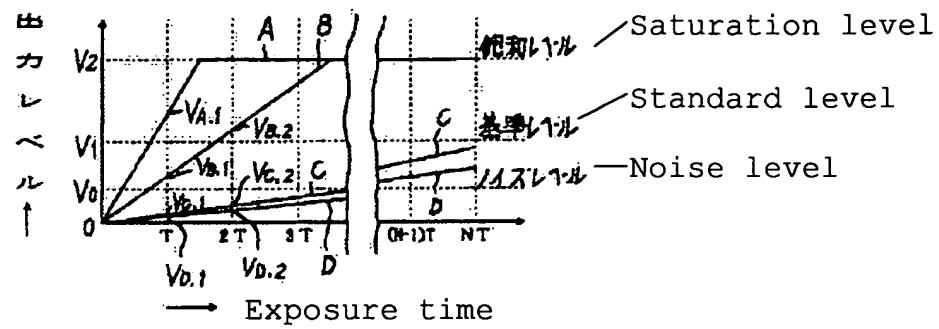 出力レベル→
V2
V1
V0
0
A
B
飽和レベル
Saturation level
VA.1
VB.2
基準レベル
Standard level
VB.1
VC.2
C
C
ノイズレベル
Noise level
VC.1
D
D
T
2T
3T
(N-1)T
NT
VD.1
VD.2
→ Exposure time